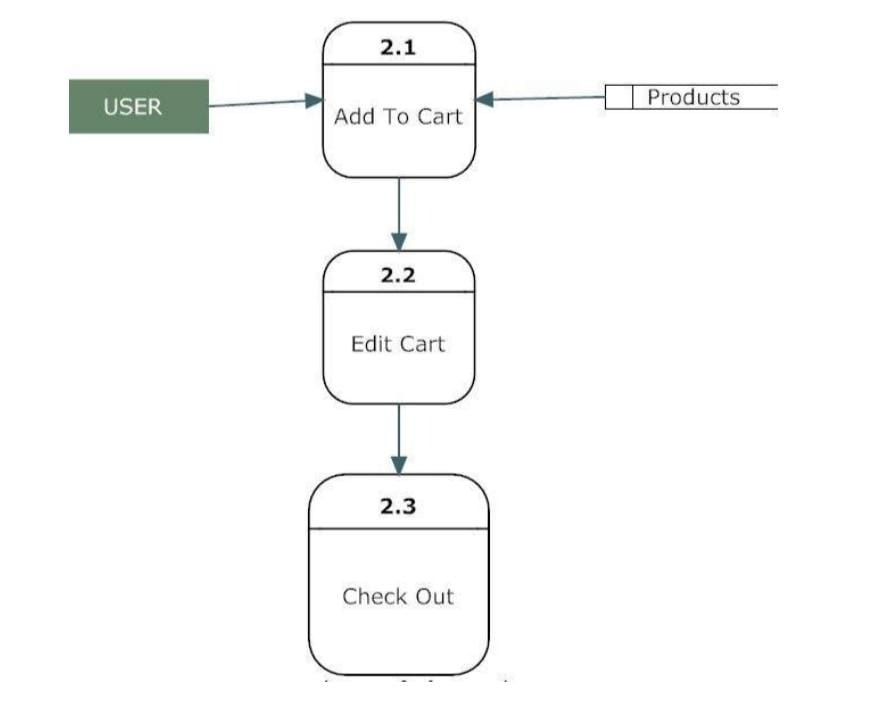 2.1
USER
Add To Cart
Products
2.2
Edit Cart
2.3
Check Out